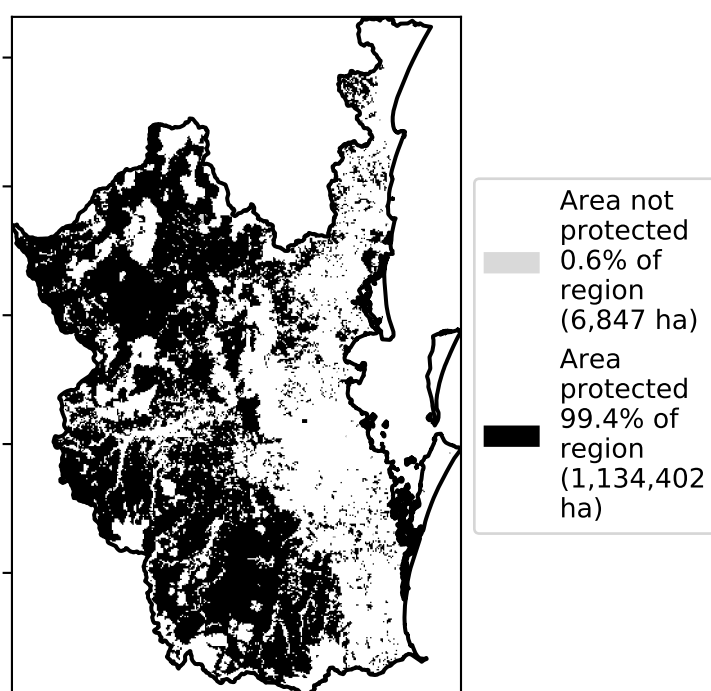 Area not
protected
0.6% of
region
(6,847 ha)
Area
protected
99.4% of
region
(1,134,402
ha)